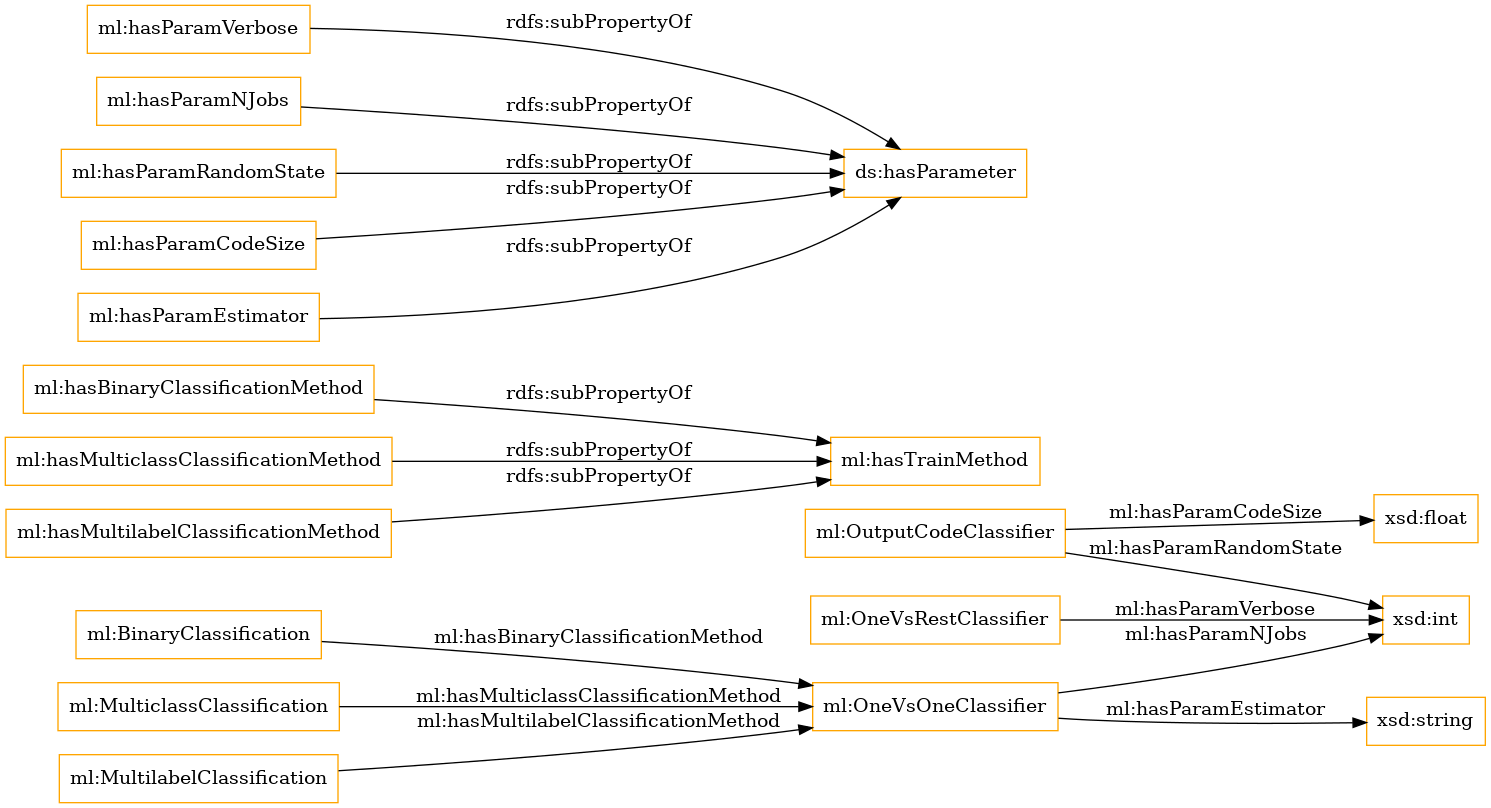 ml:hasParamVerbose
rdfs:subPropertyOf
ml:hasParamNJobs
rdfs:subPropertyOf
ml:hasParamRandomState
rdfs:subPropertyOf
ds:hasParameter
rdfs:subPropertyOf
ml:hasParamCodeSize
rdfs:subPropertyOf
ml:hasParamEstimator
ml:hasBinaryClassificationMethod
rdfs:subPropertyOf
ml:hasMulticlassClassificationMethod
rdfs:subPropertyOf
ml:hasTrainMethod
rdfs:subPropertyOf
ml:hasMultilabelClassificationMethod
ml:OutputCodeClassifier
ml:hasParamCodeSize
xsd:float
ml:hasParamRandomState
ml:OneVsRestClassifier
ml:hasParamVerbose
xsd:int
ml:hasParamNJobs
ml:BinaryClassification
ml:hasBinaryClassificationMethod
ml:MulticlassClassification
ml:hasMulticlassClassificationMethod
ml:OneVsOneClassifier
ml:hasParamEstimator
xsd:string
ml:hasMultilabelClassificationMethod
ml:MultilabelClassification